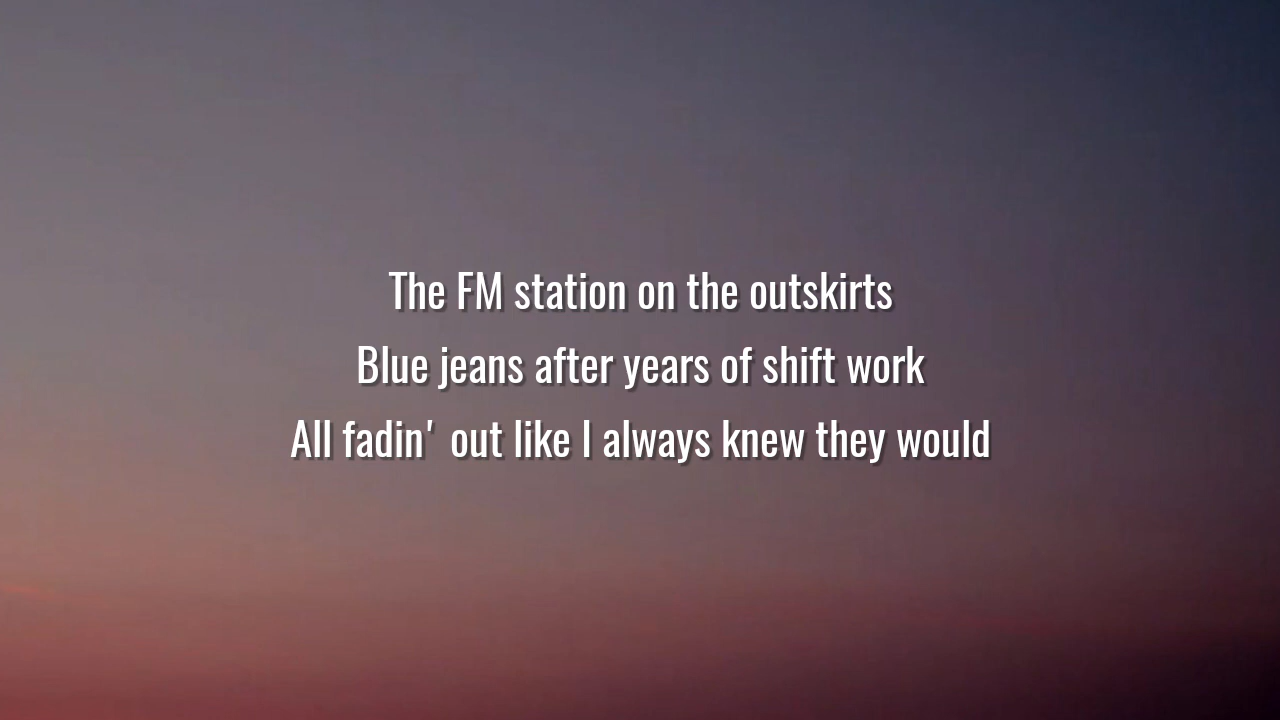 The FM station on the outskirts
Blue jeans after years of shift work
All fadin' out like I always knew they would